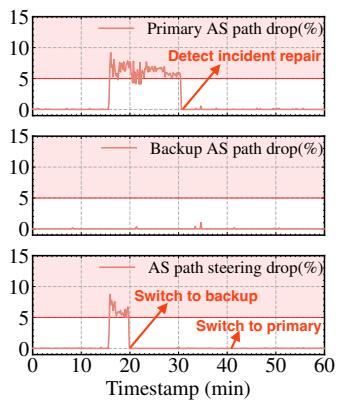 15
Primary AS path drop(%)
10
Detect incident repair
5
0
15
Backup AS path drop(%)
10
5
0
15
AS path steering drop(%)
10
Switch to backup
5
Switch to primary
0
0 10 20 30 40 50 60
Timestamp (min)